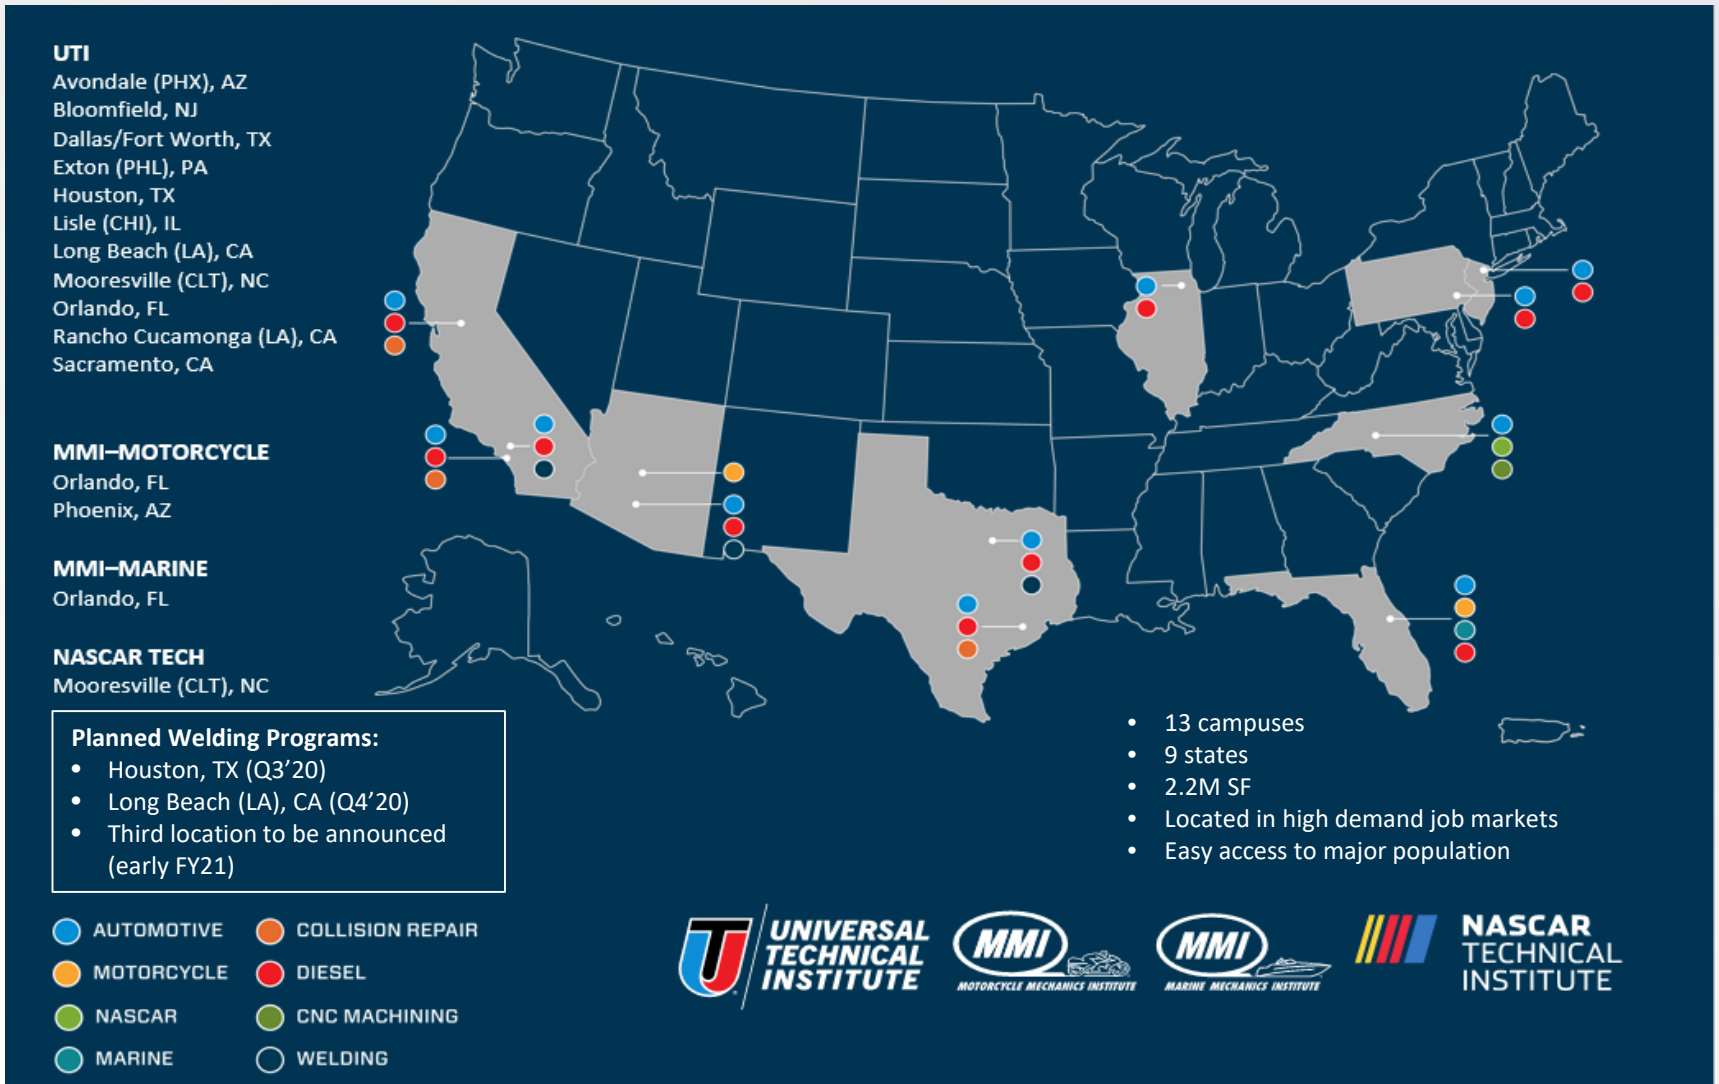 UTI
Avondale (PHX), AZ
Bloomfield, NJ
Dallas/Fort Worth, TX
Exton (PHL), PA
Houston, TX
Lisle (CHI), IL
Long Beach (LA), CA
Mooresville (CLT), NC
Orlando, FL
Rancho Cucamonga (LA), CA
Sacramento, CA
MMI–MOTORCYCLE
Orlando, FL
Phoenix, AZ
MMI–MARINE
Orlando, FL
NASCAR TECH
Mooresville (CLT), NC
Planned Welding Programs:
• Houston, TX (Q3’20)
• Long Beach (LA), CA (Q4’20)
• Third location to be announced
(early FY21)
• 13 campuses
• 9 states
• 2.2M SF
• Located in high demand job markets
• Easy access to major population
AUTOMOTIVE
COLLISION REPAIR
MOTORCYCLE
DIESEL
NASCAR
CNC MACHINING
MARINE
WELDING
UNIVERSAL
TECHNICAL
INSTITUTE
MMI
MOTORCYCLE MECHANICS INSTITUTE
MMI
MARINE MECHANICS INSTITUTE
NASCAR
TECHNICAL
INSTITUTE